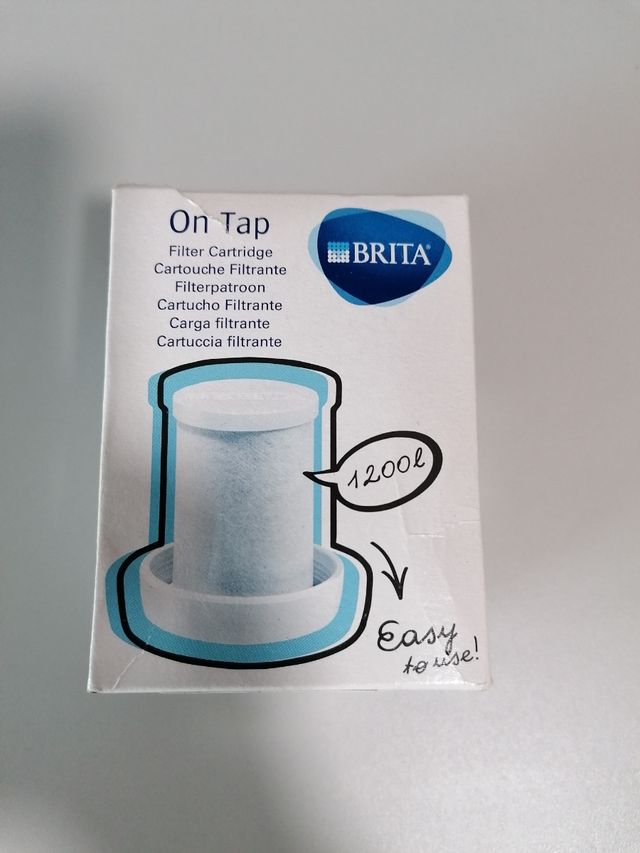 On Tap
Filter Cartridge
Cartouche Filtrante
Filterpatroon
Cartucho Filtrante
Carga filtrante
Cartuccia filtrante
BRITA®
1200l
Easy
to use!